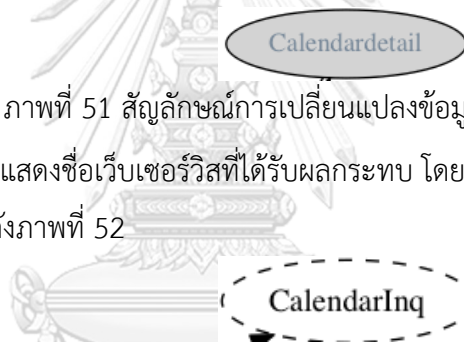 Calendardetail
ภาพที่ 51 สัญลักษณ์การเปลี่ยนแปลงข้อมู
แสดงชื่อเว็บเซอร์วิสที่ได้รับผลกระทบ โดย
ังภาพที่ 52
CalendarInq